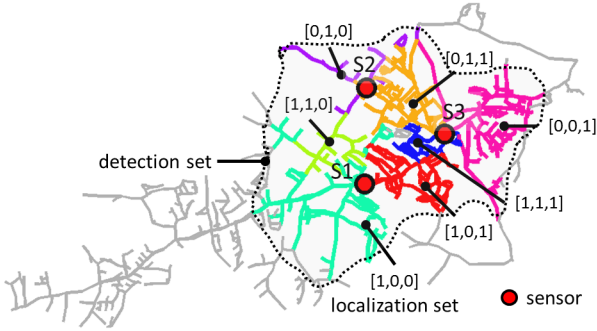 [0,1,0]
S2
[0,1,1]
[1,1,0]
S3
[0,0,1]
detection set
S1
[1,1,1]
[1,0,1]
[1,0,0]
localization set
sensor